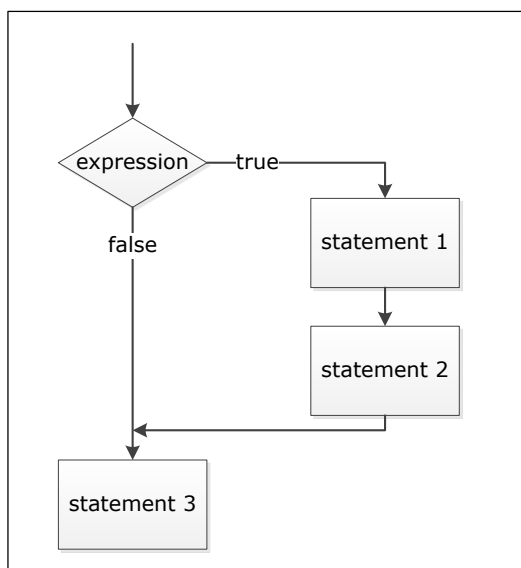 expression
true
false
statement 1
statement 2
statement 3